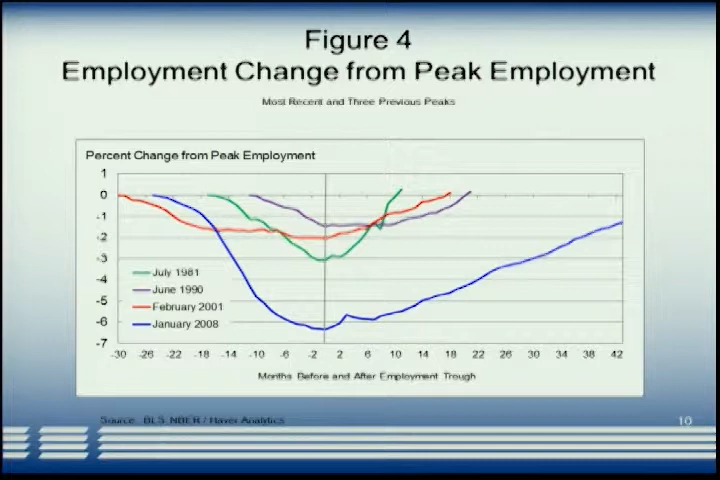 Figure 4
Employment Change from Peak Employment
Most Recent and Three Previous Peaks
Percent Change from Peak Employment
1
0
-1
-2
-3
-4
-5
-6
-7
July 1981
June 1990
February 2001
January 2008
-30 -26 -22 -18 -14 -10 -6 -2 2 6 10 14 18 22 26 30 34 38 42
Months Before and After Employment Trough
Source: BLS, NBER / Haver Analytics
10